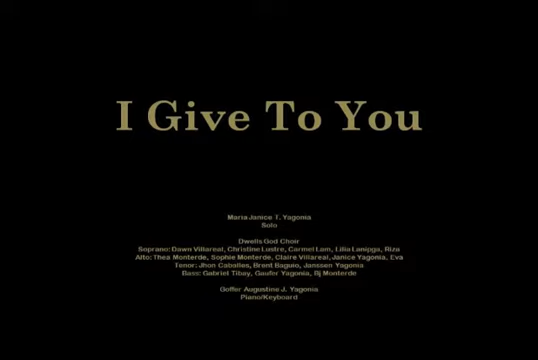 I Give To You
Maria Janice T. Yagonia
Solo
Dwells God Choir
Soprano: Dawn Villareal, Christine Lustre, Carmel Lam, Lilia Lanipga, Riza
Alto: Thea Monterde, Sophie Monterde, Claire Villareal, Janice Yagonia, Eva
Tenor: Jhon Caballes, Brent Baguio, Janssen Yagonia
Bass: Gabriel Tibay, Gaufer Yagonia, Bj Monterde
Goffer Augustine J. Yagonia
Piano/Keyboard